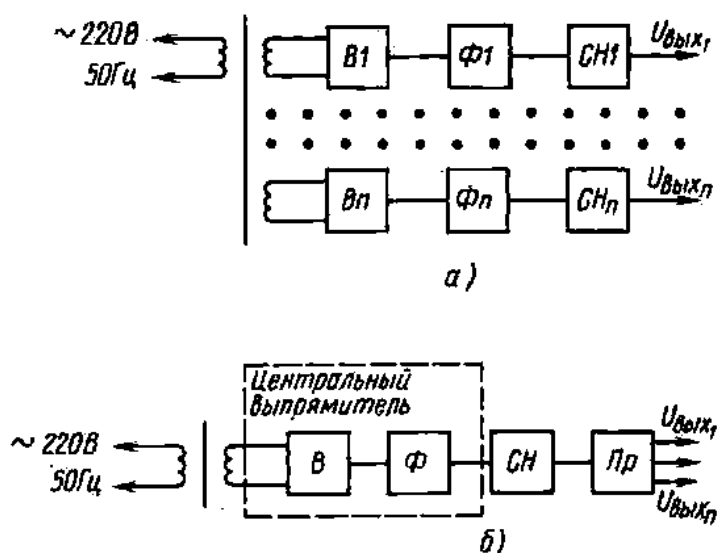 ~ 220В
50Гц
В1 Ф1 СН1 Uвых₁
Вn Фn СНn Uвыхn
а)
Центральный
выпрямитель
~ 220В
50Гц
В Ф СН Пр
Uвых₁
Uвыхn
б)